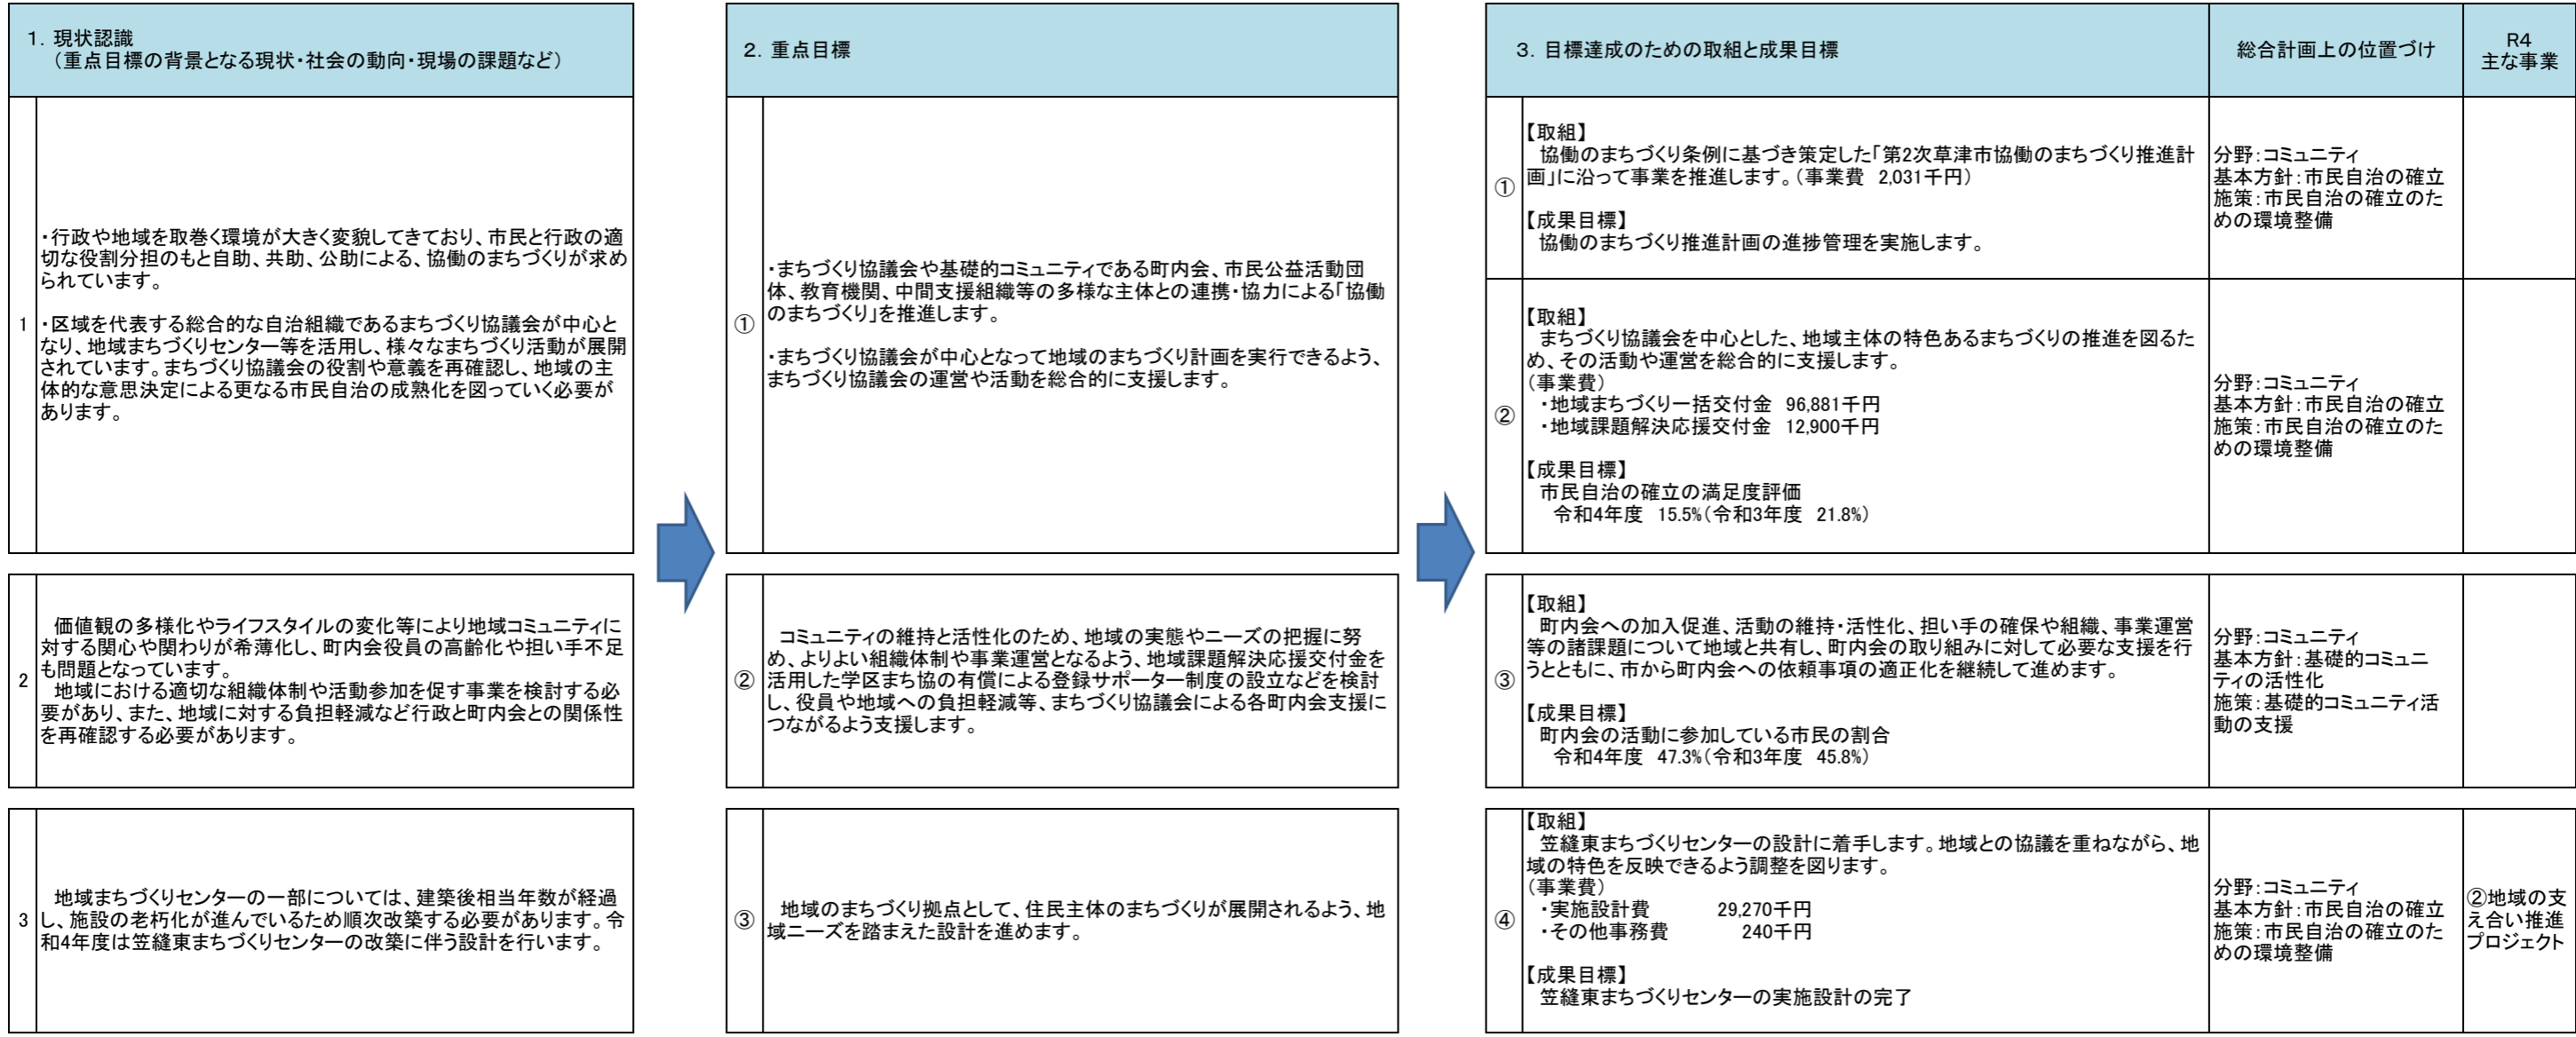 1．現状認識
（重点目標の背景となる現状・社会の動向・現場の課題など）
1
・行政や地域を取巻く環境が大きく変貌してきており、市民と行政の適
切な役割分担のもと自助、共助、公助による、協働のまちづくりが求め
られています。
・区域を代表する総合的な自治組織であるまちづくり協議会が中心と
なり、地域まちづくりセンター等を活用し、様々なまちづくり活動が展開
されています。まちづくり協議会の役割や意義を再確認し、地域の主
体的な意思決定による更なる市民自治の成熟化を図っていく必要が
あります。
2
価値観の多様化やライフスタイルの変化等により地域コミュニティに
対する関心や関わりが希薄化し、町内会役員の高齢化や担い手不足
も問題となっています。
地域における適切な組織体制や活動参加を促す事業を検討する必
要があり、また、地域に対する負担軽減など行政と町内会との関係性
を再確認する必要があります。
3
地域まちづくりセンターの一部については、建築後相当年数が経過
し、施設の老朽化が進んでいるため順次改築する必要があります。令
和4年度は笠縫東まちづくりセンターの改築に伴う設計を行います。
2．重点目標
①
・まちづくり協議会や基礎的コミュニティである町内会、市民公益活動団
体、教育機関、中間支援組織等の多様な主体との連携・協力による「協働
のまちづくり」を推進します。
・まちづくり協議会が中心となって地域のまちづくり計画を実行できるよう、
まちづくり協議会の運営や活動を総合的に支援します。
②
コミュニティの維持と活性化のため、地域の実態やニーズの把握に努
め、よりよい組織体制や事業運営となるよう、地域課題解決応援交付金を
活用した学区まち協の有償による登録サポーター制度の設立などを検討
し、役員や地域への負担軽減等、まちづくり協議会による各町内会支援に
つながるよう支援します。
③
地域のまちづくり拠点として、住民主体のまちづくりが展開されるよう、地
域ニーズを踏まえた設計を進めます。
3．目標達成のための取組と成果目標
総合計画上の位置づけ
R4
主な事業
①
【取組】
協働のまちづくり条例に基づき策定した「第2次草津市協働のまちづくり推進計
画」に沿って事業を推進します。（事業費 2,031千円）
【成果目標】
協働のまちづくり推進計画の進捗管理を実施します。
分野：コミュニティ
基本方針：市民自治の確立
施策：市民自治の確立のた
めの環境整備
②
【取組】
まちづくり協議会を中心とした、地域主体の特色あるまちづくりの推進を図るた
め、その活動や運営を総合的に支援します。
（事業費）
・地域まちづくり一括交付金 96,881千円
・地域課題解決応援交付金 12,900千円
【成果目標】
市民自治の確立の満足度評価
令和4年度 15.5%（令和3年度 21.8%）
分野：コミュニティ
基本方針：市民自治の確立
施策：市民自治の確立のた
めの環境整備
③
【取組】
町内会への加入促進、活動の維持・活性化、担い手の確保や組織、事業運営
等の諸課題について地域と共有し、町内会の取り組みに対して必要な支援を行
うとともに、市から町内会への依頼事項の適正化を継続して進めます。
【成果目標】
町内会の活動に参加している市民の割合
令和4年度 47.3%（令和3年度 45.8%）
分野：コミュニティ
基本方針：基礎的コミュニ
ティの活性化
施策：基礎的コミュニティ活
動の支援
④
【取組】
笠縫東まちづくりセンターの設計に着手します。地域との協議を重ねながら、地
域の特色を反映できるよう調整を図ります。
（事業費）
・実施設計費 29,270千円
・その他事務費 240千円
【成果目標】
笠縫東まちづくりセンターの実施設計の完了
分野：コミュニティ
基本方針：市民自治の確立
施策：市民自治の確立のた
めの環境整備
②地域の支
え合い推進
プロジェクト